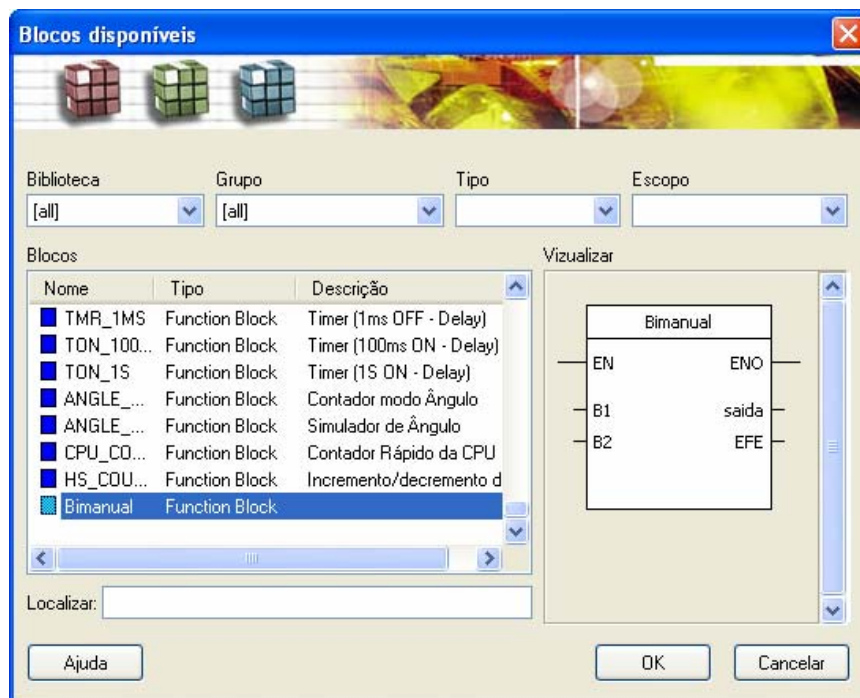 Blocos disponíveis
Biblioteca Grupo Tipo Escopo
[all] [all]
Blocos Vizualizar
Nome Tipo Descrição
TMR_1MS Function Block Timer (1ms OFF - Delay)
TON_100... Function Block Timer (100ms ON - Delay)
TON_1S Function Block Timer (1S ON - Delay)
ANGLE_... Function Block Contador modo Ângulo
ANGLE_... Function Block Simulador de Ângulo
CPU_CO... Function Block Contador Rápido da CPU
HS_COU... Function Block Incremento/decremento d
Bimanual Function Block
Bimanual
EN ENO
B1 saida
B2 EFE
Localizar:
Ajuda OK Cancelar